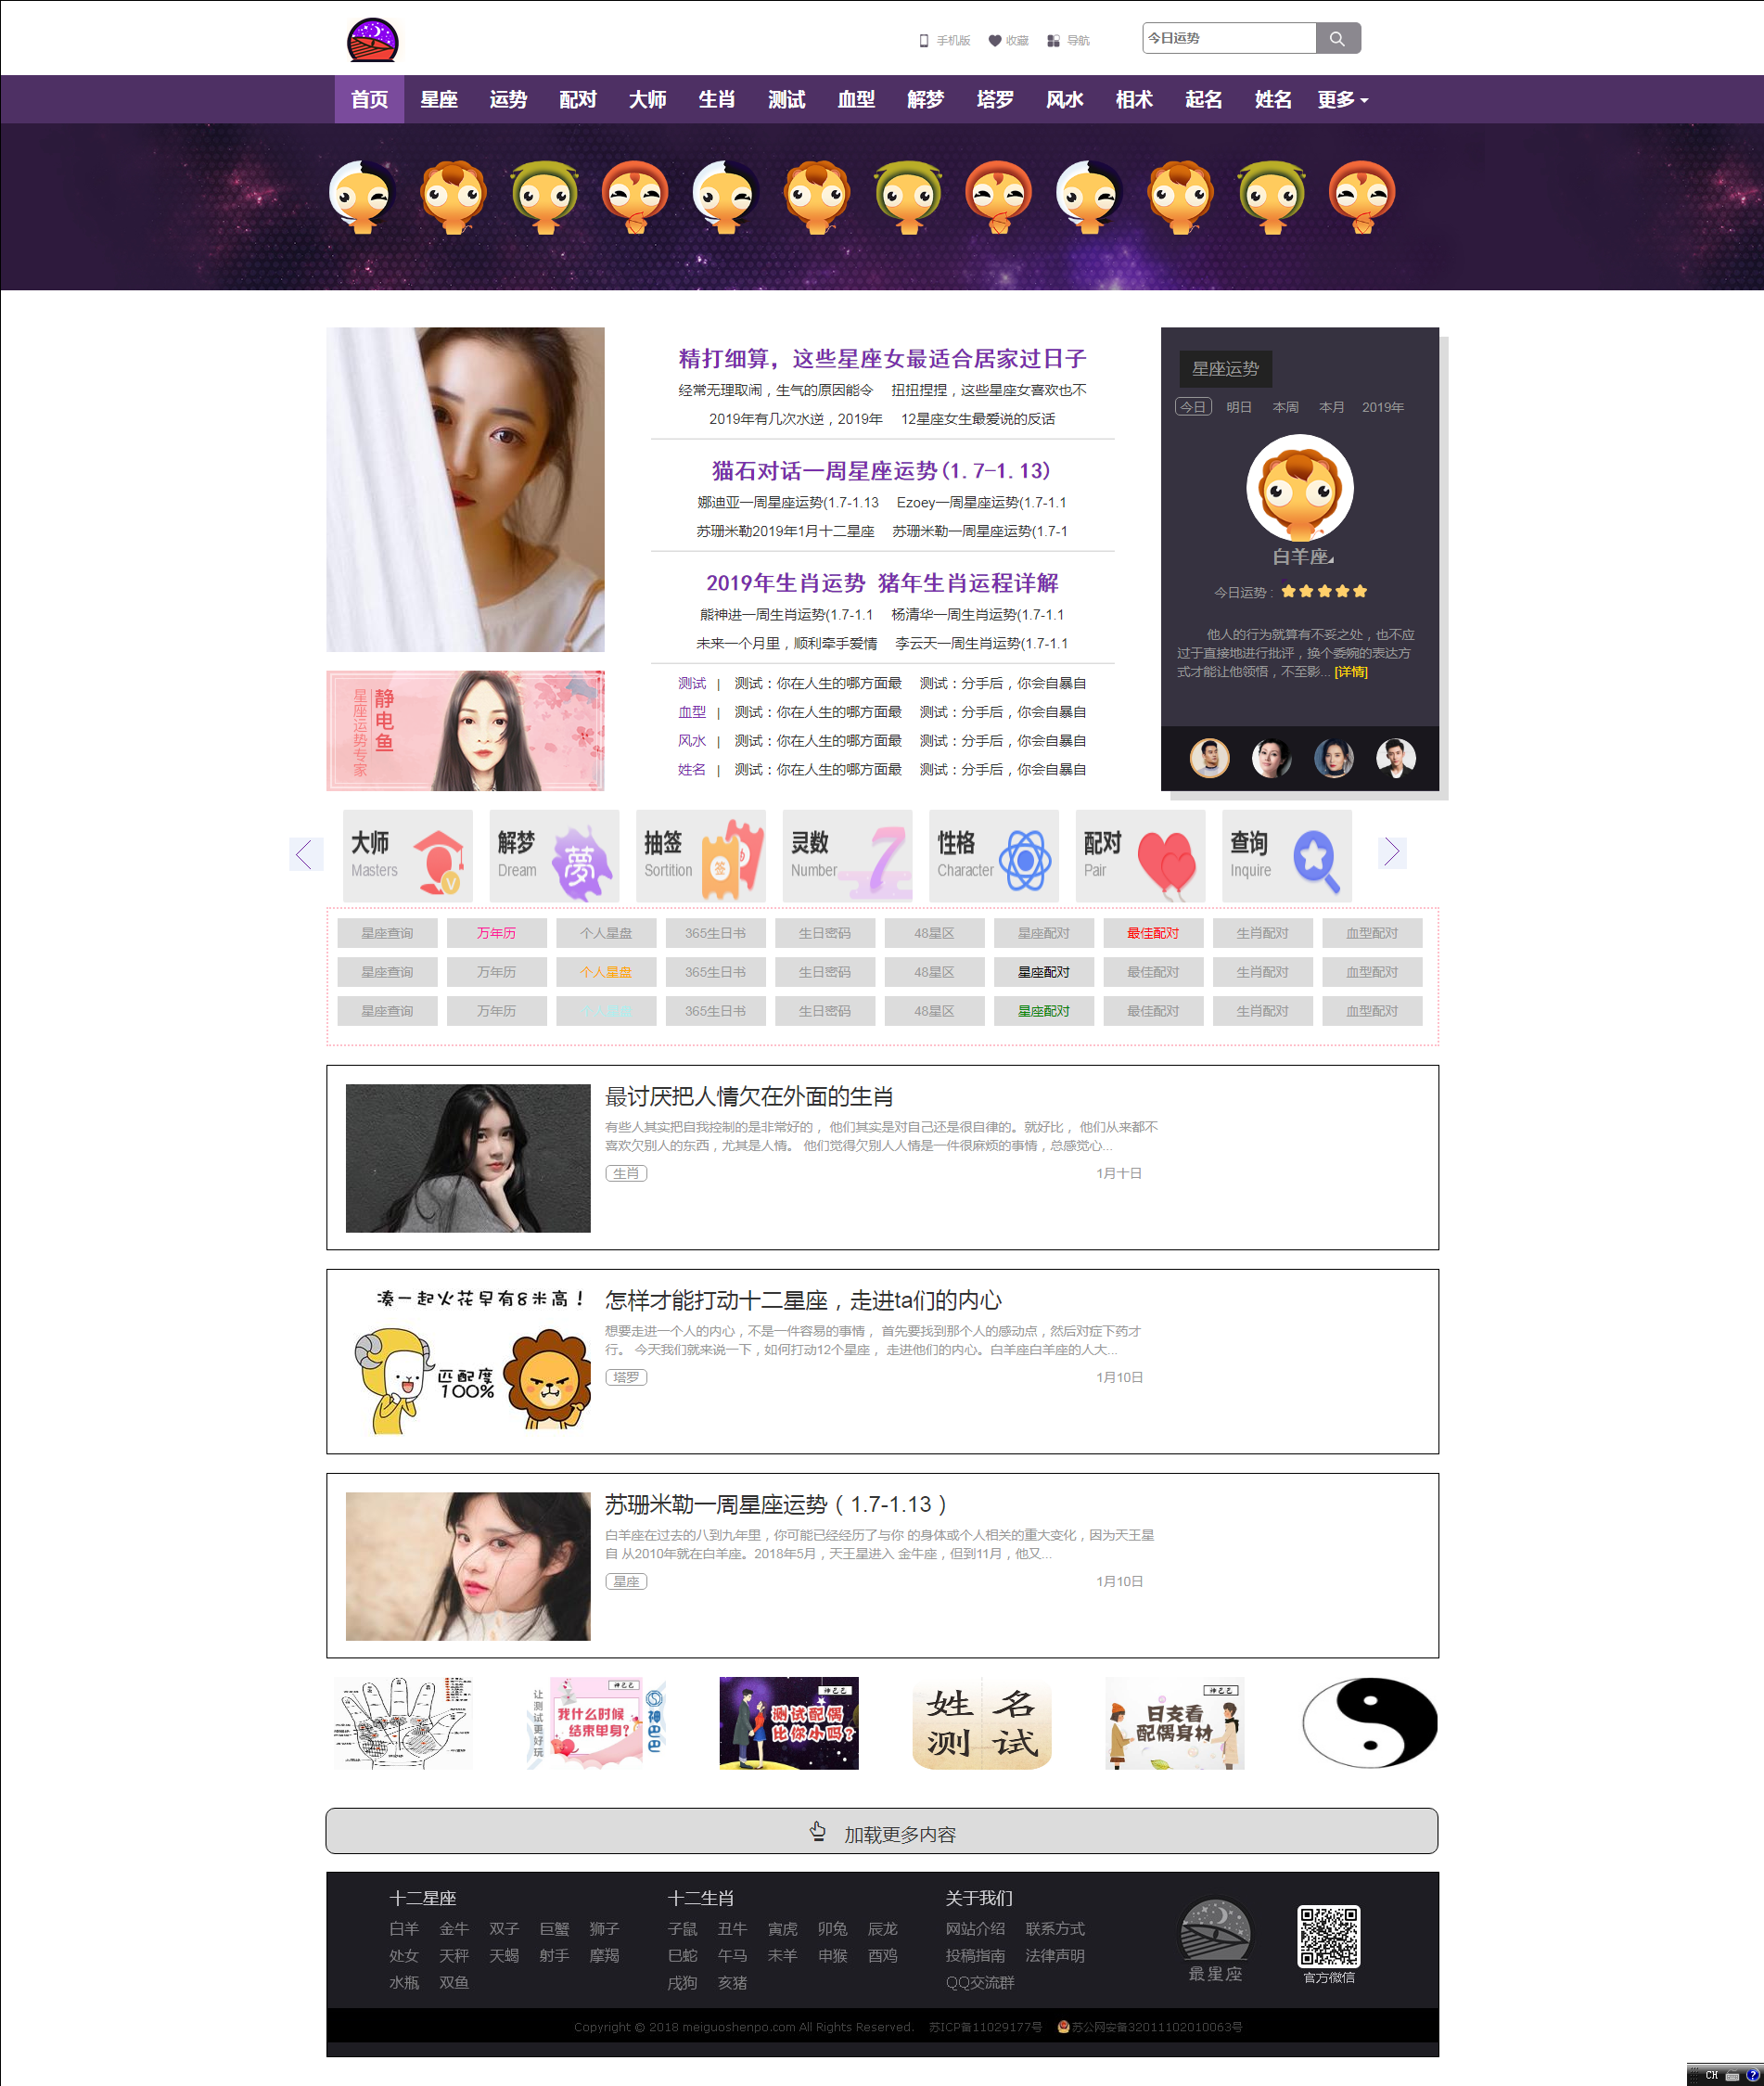 手机版 收藏 导航 今日运势
首页 星座 运势 配对 大师 生肖 测试 血型 解梦 塔罗 风水 相术 起名 姓名 更多
静电鱼
星座运势专家
精打细算，这些星座女最适合居家过日子
经常无理取闹，生气的原因能令 扭扭捏捏，这些星座女喜欢也不
2019年有几次水逆，2019年 12星座女生最爱说的反话
猫石对话一周星座运势(1.7-1.13)
娜迪亚一周星座运势(1.7-1.13 Ezoey一周星座运势(1.7-1.1
苏珊米勒2019年1月十二星座 苏珊米勒一周星座运势(1.7-1
2019年生肖运势 猪年生肖运程详解
熊神进一周生肖运势(1.7-1.1 杨清华一周生肖运势(1.7-1.1
未来一个月里，顺利牵手爱情 李云天一周生肖运势(1.7-1.1
测试 | 测试：你在人生的哪方面最 测试：分手后，你会自暴自
血型 | 测试：你在人生的哪方面最 测试：分手后，你会自暴自
风水 | 测试：你在人生的哪方面最 测试：分手后，你会自暴自
姓名 | 测试：你在人生的哪方面最 测试：分手后，你会自暴自
星座运势
今日 明日 本周 本月 2019年
白羊座
今日运势：
他人的行为就算有不妥之处，也不应
过于直接地进行批评，换个委婉的表达方
式才能让他领悟，不至影... [详情]
大师 解梦 抽签 灵数 性格 配对 查询
Masters Dream Sortition Number Character Pair Inquire
V 夢 签 7
星座查询 万年历 个人星盘 365生日书 生日密码 48星区 星座配对 最佳配对 生肖配对 血型配对
星座查询 万年历 个人星盘 365生日书 生日密码 48星区 星座配对 最佳配对 生肖配对 血型配对
星座查询 万年历 个人星盘 365生日书 生日密码 48星区 星座配对 最佳配对 生肖配对 血型配对
最讨厌把人情欠在外面的生肖
有些人其实把自我控制的是非常好的， 他们其实是对自己还是很自律的。就好比， 他们从来都不
喜欢欠别人的东西，尤其是人情。 他们觉得欠别人人情是一件很麻烦的事情，总感觉心...
生肖 1月十日
凑一起火花早有8米高！
匹配度
100%
怎样才能打动十二星座，走进ta们的内心
想要走进一个人的内心，不是一件容易的事情， 首先要找到那个人的感动点，然后对症下药才
行。 今天我们就来说一下，如何打动12个星座， 走进他们的内心。白羊座白羊座的人大...
塔罗 1月10日
苏珊米勒一周星座运势（1.7-1.13）
白羊座在过去的八到九年里，你可能已经经历了与你 的身体或个人相关的重大变化，因为天王星
自 从2010年就在白羊座。2018年5月，天王星进入 金牛座，但到11月，他又...
星座 1月10日
让测试更好玩
神巴巴
我什么时候
结束单身?
神巴巴
神巴巴
测试配偶
比你小吗?
姓名
测试
神巴巴
日支看
配偶身材
加载更多内容
十二星座 十二生肖 关于我们
白羊 金牛 双子 巨蟹 狮子 子鼠 丑牛 寅虎 卯兔 辰龙 网站介绍 联系方式
处女 天秤 天蝎 射手 摩羯 巳蛇 午马 未羊 申猴 酉鸡 投稿指南 法律声明
水瓶 双鱼 戌狗 亥猪 QQ交流群
最星座 官方微信
Copyright © 2018 meiguoshenpo.com All Rights Reserved. 苏ICP备11029177号 苏公网安备32011102010063号
CH